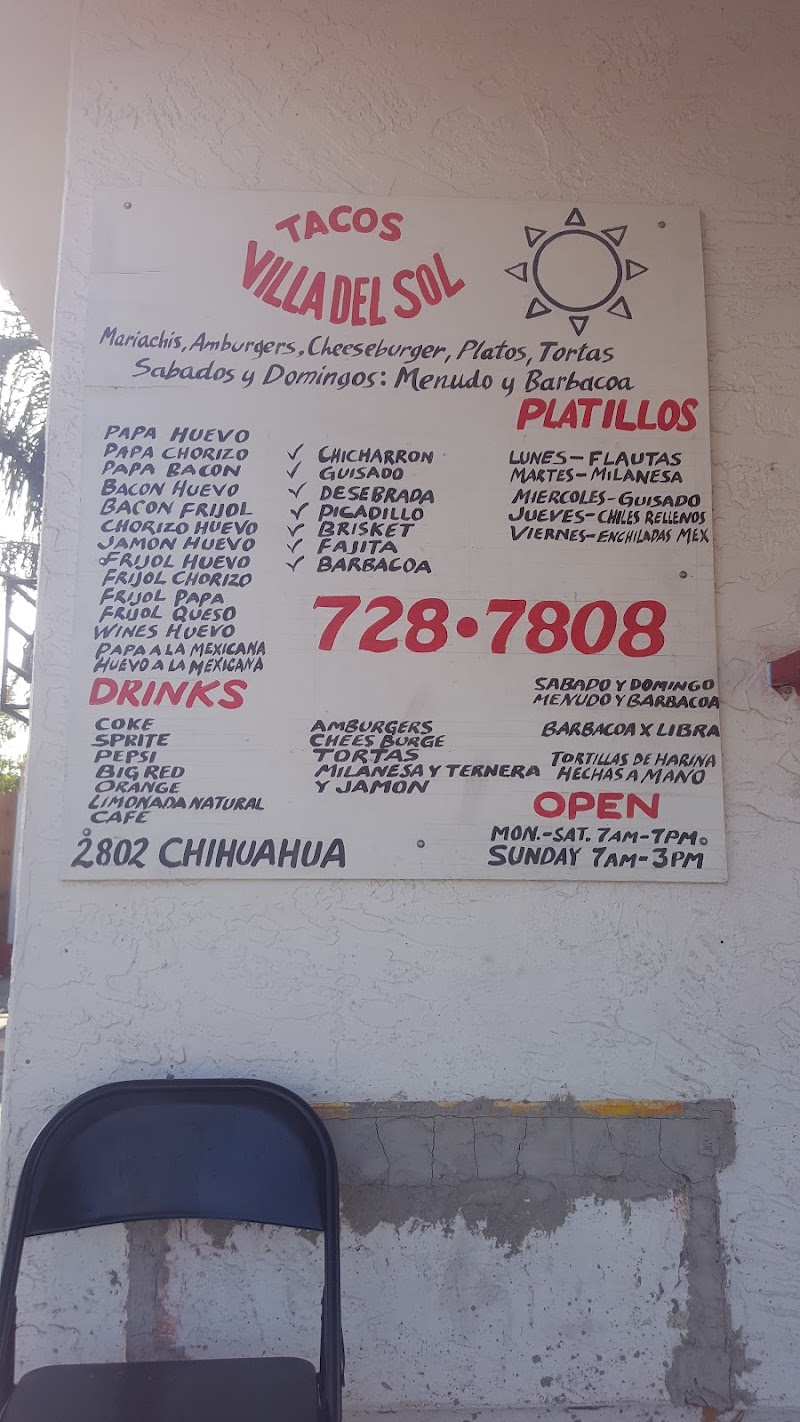 TACOS
VILLA DEL SOL
Mariachis, Amburgers, Cheeseburger, Platos, Tortas
Sabados y Domingos: Menudo y Barbacoa
PAPA HUEVO
PAPA CHORIZO
PAPA BACON
BACON HUEVO
BACON FRIJOL
CHORIZO HUEVO
JAMON HUEVO
FRIJOL HUEVO
FRIJOL CHORIZO
FRIJOL PAPA
FRIJOL QUESO
WINES HUEVO
PAPA A LA MEXICANA
HUEVO A LA MEXICANA
✓ CHICHARRON
✓ GUISADO
✓ DESEBRADA
✓ PICADILLO
✓ BRISKET
✓ FAJITA
✓ BARBACOA
PLATILLOS
LUNES-FLAUTAS
MARTES-MILANESA
MIERCOLES-GUISADO
JUEVES-CHILES RELLENOS
VIERNES-ENCHILADAS MEX
728•7808
DRINKS
COKE
SPRITE
PEPSI
BIG RED
ORANGE
LIMONADA NATURAL
CAFE
AMBURGERS
CHEES BURGE
TORTAS
MILANESA Y TERNERA
Y JAMON
SABADO Y DOMINGO
MENUDO Y BARBACOA
BARBACOA X LIBRA
TORTILLAS DE HARINA
HECHAS A MANO
OPEN
MON.-SAT. 7AM-7PM.
SUNDAY 7AM-3PM
2802 CHIHUAHUA